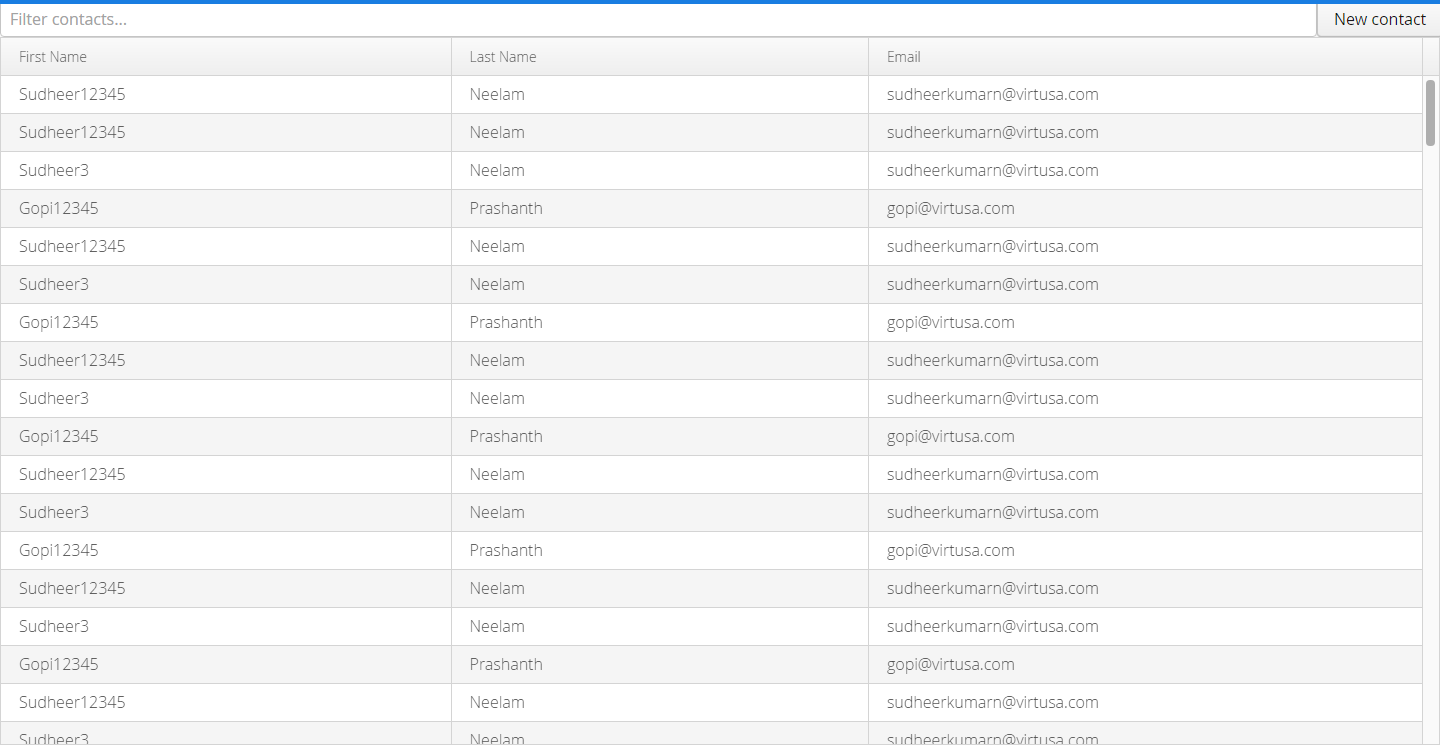 Filter contacts... New contact
First Name Last Name Email
Sudheer12345 Neelam sudheerkumarn@virtusa.com
Sudheer12345 Neelam sudheerkumarn@virtusa.com
Sudheer3 Neelam sudheerkumarn@virtusa.com
Gopi12345 Prashanth gopi@virtusa.com
Sudheer12345 Neelam sudheerkumarn@virtusa.com
Sudheer3 Neelam sudheerkumarn@virtusa.com
Gopi12345 Prashanth gopi@virtusa.com
Sudheer12345 Neelam sudheerkumarn@virtusa.com
Sudheer3 Neelam sudheerkumarn@virtusa.com
Gopi12345 Prashanth gopi@virtusa.com
Sudheer12345 Neelam sudheerkumarn@virtusa.com
Sudheer3 Neelam sudheerkumarn@virtusa.com
Gopi12345 Prashanth gopi@virtusa.com
Sudheer12345 Neelam sudheerkumarn@virtusa.com
Sudheer3 Neelam sudheerkumarn@virtusa.com
Gopi12345 Prashanth gopi@virtusa.com
Sudheer12345 Neelam sudheerkumarn@virtusa.com
Sudheer3 Neelam sudheerkumarn@virtusa.com